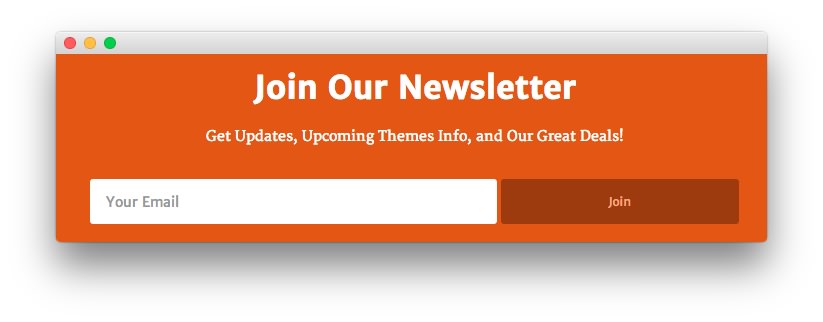 Join Our Newsletter
Get Updates, Upcoming Themes Info, and Our Great Deals!
Your Email
Join